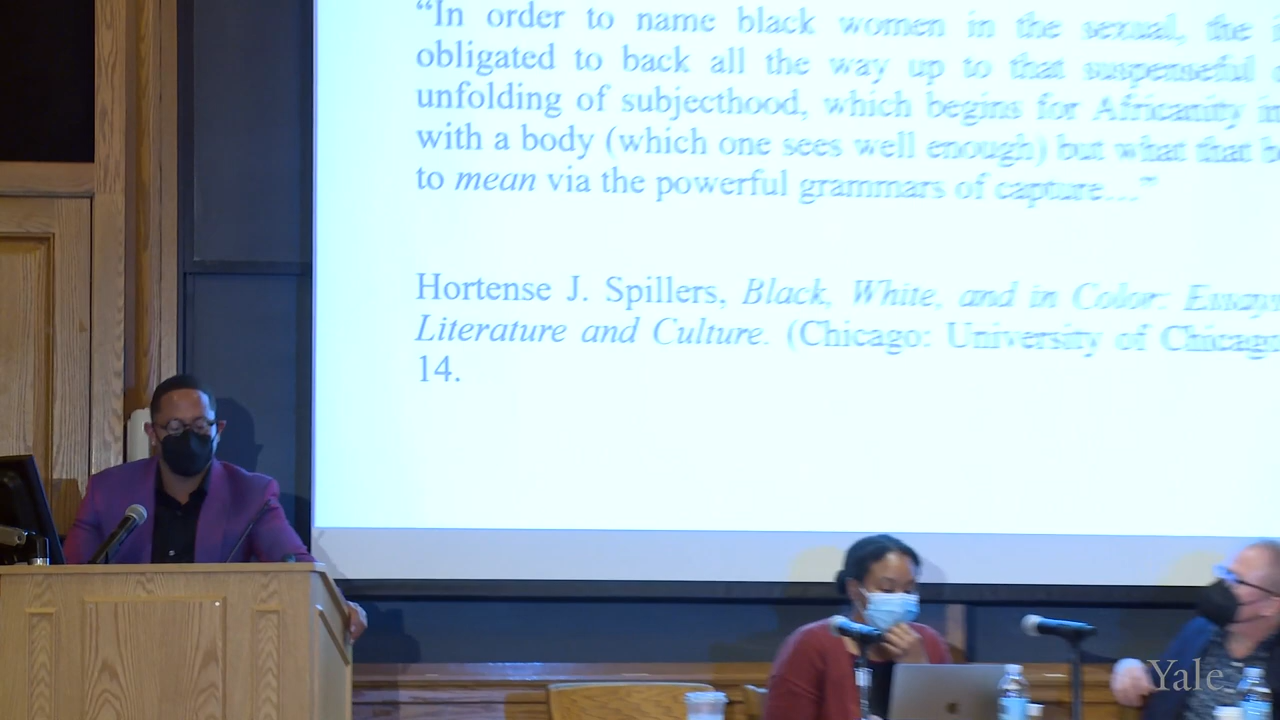 “In order to name black women in the sexual, the
obligated to back all the way up to that suspenseful
unfolding of subjecthood, which begins for Africanity
with a body (which one sees well enough) but what that
to mean via the powerful grammars of capture…”
Hortense J. Spillers, Black, White, and in Color: Essays
Literature and Culture. (Chicago: University of Chicago
14.
Yale